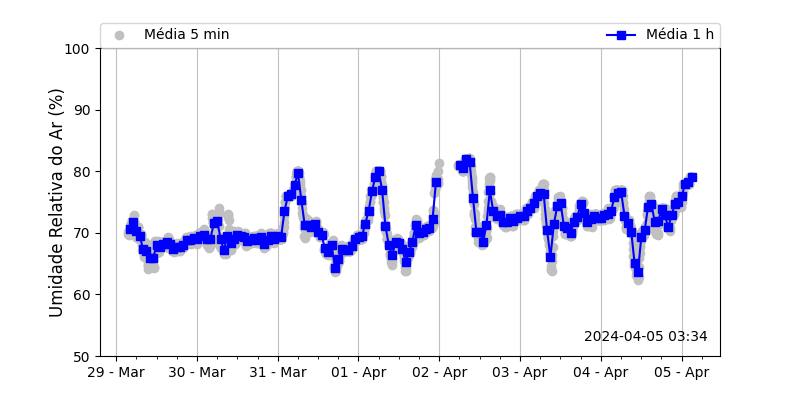 Média 5 min
Média 1 h
Umidade Relativa do Ar (%)
100
90
80
70
60
50
2024-04-05 03:34
29 - Mar
30 - Mar
31 - Mar
01 - Apr
02 - Apr
03 - Apr
04 - Apr
05 - Apr